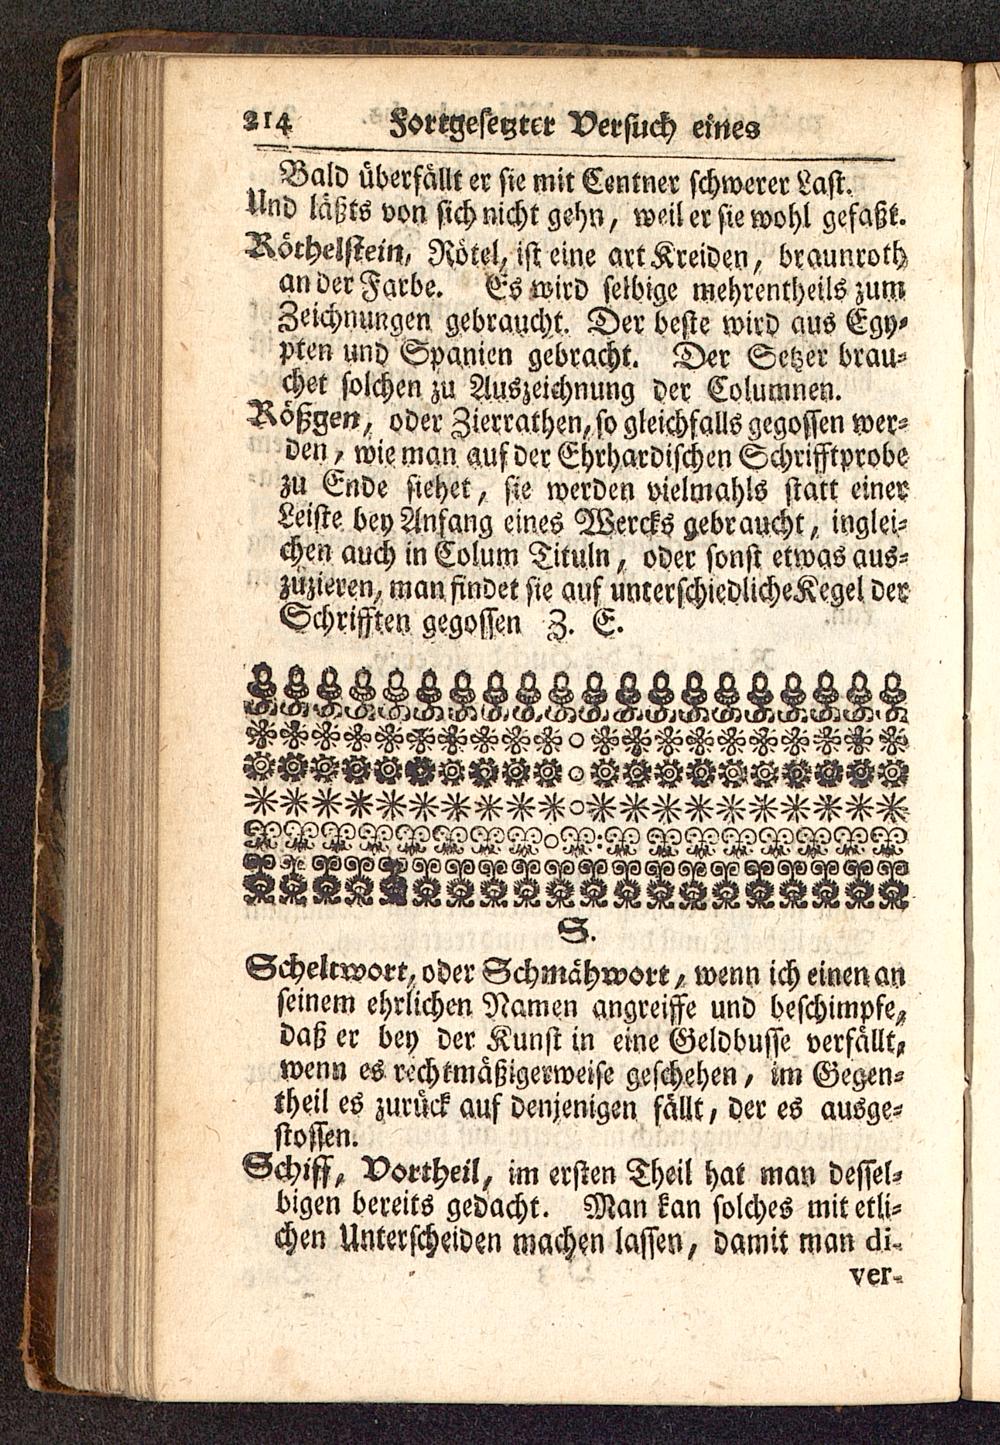 214 Fortgesetzter Versuch eines
Bald überfällt er sie mit Centner schwerer Last.
Und läßts von sich nicht gehn, weil er sie wohl gefaßt.
Röthelstein, Rötel, ist eine art Kreiden, braunroth
an der Farbe. Es wird selbige mehrentheils zum
Zeichnungen gebraucht. Der beste wird aus Egy-
pten und Spanien gebracht. Der Setzer brau-
chet solchen zu Auszeichnung der Columnen.
Rößgen, oder Zierrathen, so gleichfalls gegossen wer-
den, wie man auf der Ehrhardischen Schrifftprobe
zu Ende siehet, sie werden vielmahls statt einer
Leiste bey Anfang eines Wercks gebraucht, inglei-
chen auch in Colum Tituln, oder sonst etwas aus-
zuzieren, man findet sie auf unterschiedliche Kegel der
Schrifften gegossen Z. E.
S.
Scheltwort, oder Schmähwort, wenn ich einen an
seinem ehrlichen Namen angreiffe und beschimpfe,
daß er bey der Kunst in eine Geldbusse verfällt,
wenn es rechtmäßigerweise geschehen, im Gegen-
theil es zurück auf denjenigen fällt, der es ausge-
stossen.
Schiff, Vortheil, im ersten Theil hat man dessel-
bigen bereits gedacht. Man kan solches mit etli-
chen Unterscheiden machen lassen, damit man di-
ver-